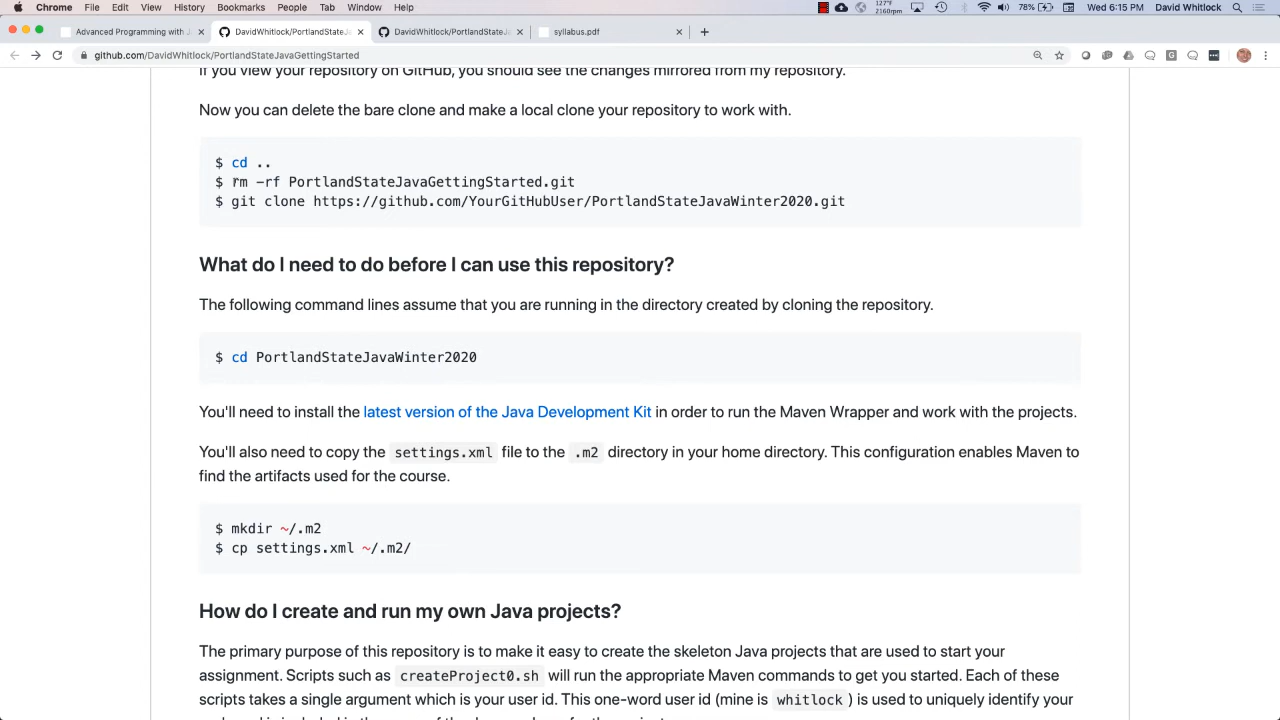 Chrome File Edit View History Bookmarks People Tab Window Help 127°F 2160rpm 78% Wed 6:15 PM David Whitlock
Advanced Programming with J DavidWhitlock/PortlandStateJa DavidWhitlock/PortlandStateJa syllabus.pdf
github.com/DavidWhitlock/PortlandStateJavaGettingStarted
If you view your repository on GitHub, you should see the changes mirrored from my repository.
Now you can delete the bare clone and make a local clone your repository to work with.
$ cd ..
$ rm -rf PortlandStateJavaGettingStarted.git
$ git clone https://github.com/YourGitHubUser/PortlandStateJavaWinter2020.git
What do I need to do before I can use this repository?
The following command lines assume that you are running in the directory created by cloning the repository.
$ cd PortlandStateJavaWinter2020
You'll need to install the latest version of the Java Development Kit in order to run the Maven Wrapper and work with the projects.
You'll also need to copy the settings.xml file to the .m2 directory in your home directory. This configuration enables Maven to
find the artifacts used for the course.
$ mkdir ~/.m2
$ cp settings.xml ~/.m2/
How do I create and run my own Java projects?
The primary purpose of this repository is to make it easy to create the skeleton Java projects that are used to start your
assignment. Scripts such as createProject0.sh will run the appropriate Maven commands to get you started. Each of these
scripts takes a single argument which is your user id. This one-word user id (mine is whitlock ) is used to uniquely identify your